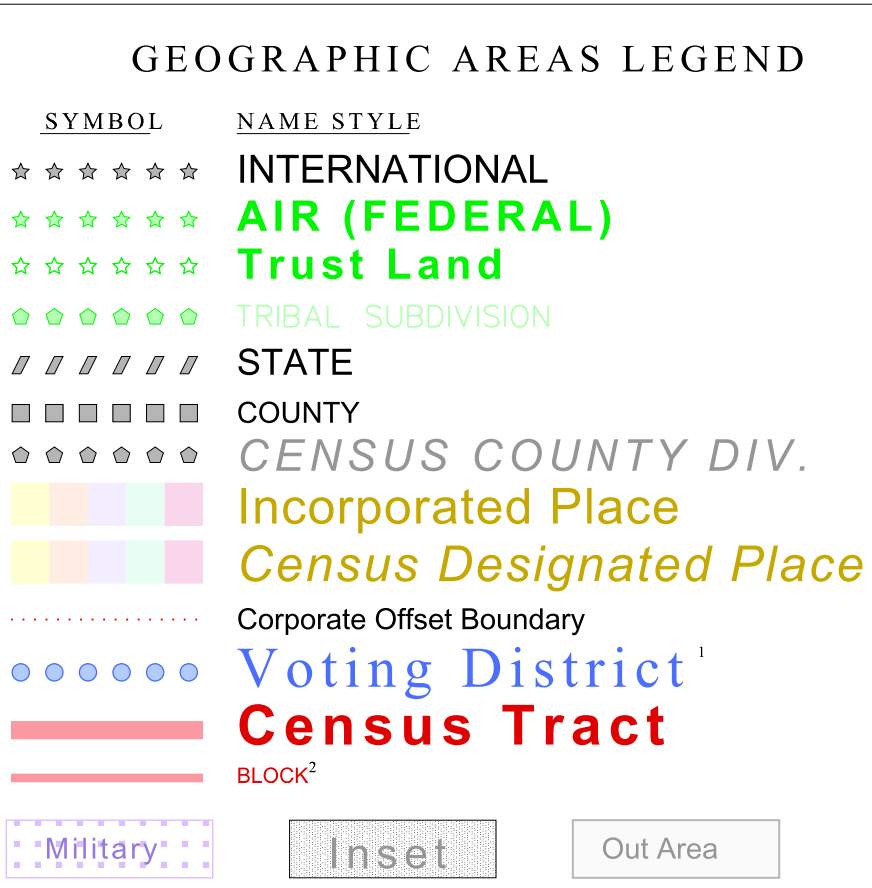 GEOGRAPHIC AREAS LEGEND
SYMBOL NAME STYLE
INTERNATIONAL
AIR (FEDERAL)
Trust Land
TRIBAL SUBDIVISION
STATE
COUNTY
CENSUS COUNTY DIV.
Incorporated Place
Census Designated Place
Corporate Offset Boundary
Voting District ¹
Census Tract
BLOCK²
Military Inset Out Area